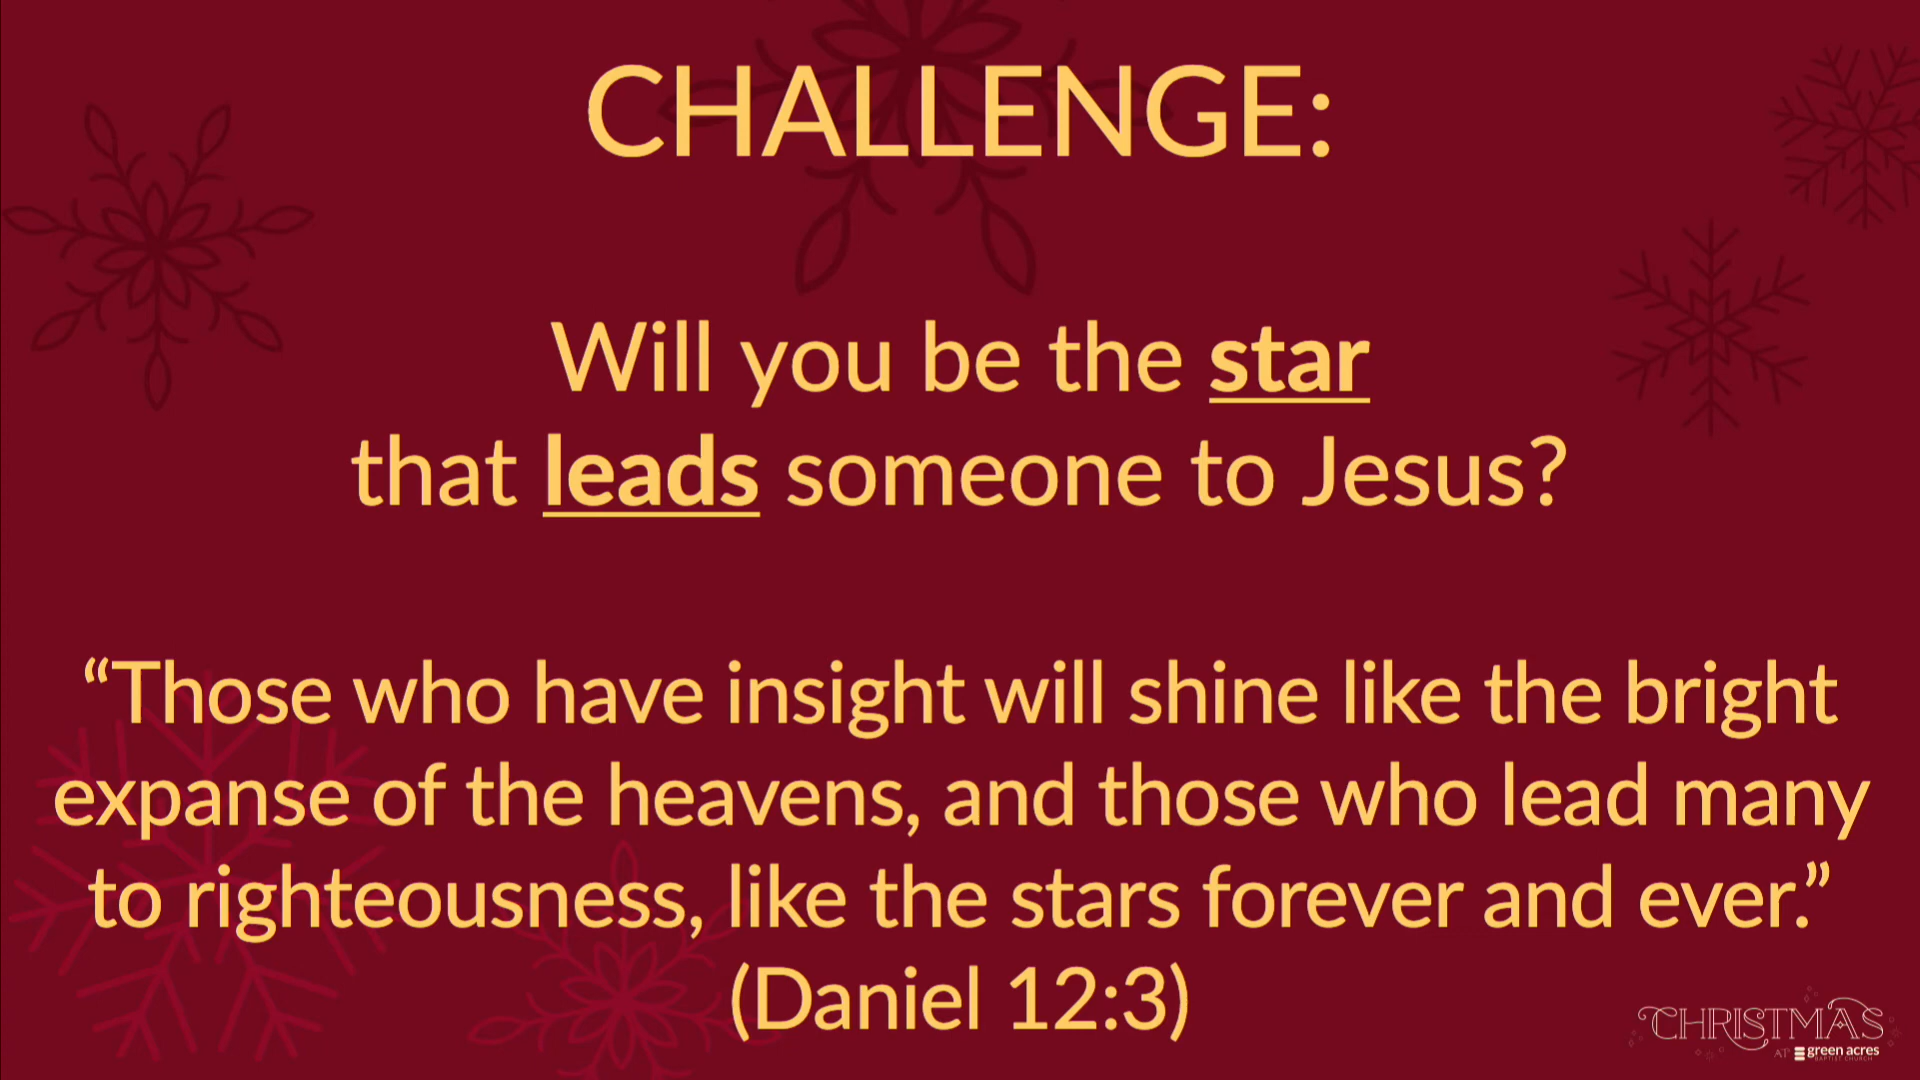 CHALLENGE:
Will you be the star
that leads someone to Jesus?
“Those who have insight will shine like the bright
expanse of the heavens, and those who lead many
to righteousness, like the stars forever and ever.”
(Daniel 12:3)
CHRISTMAS
AT green acres
BAPTIST CHURCH